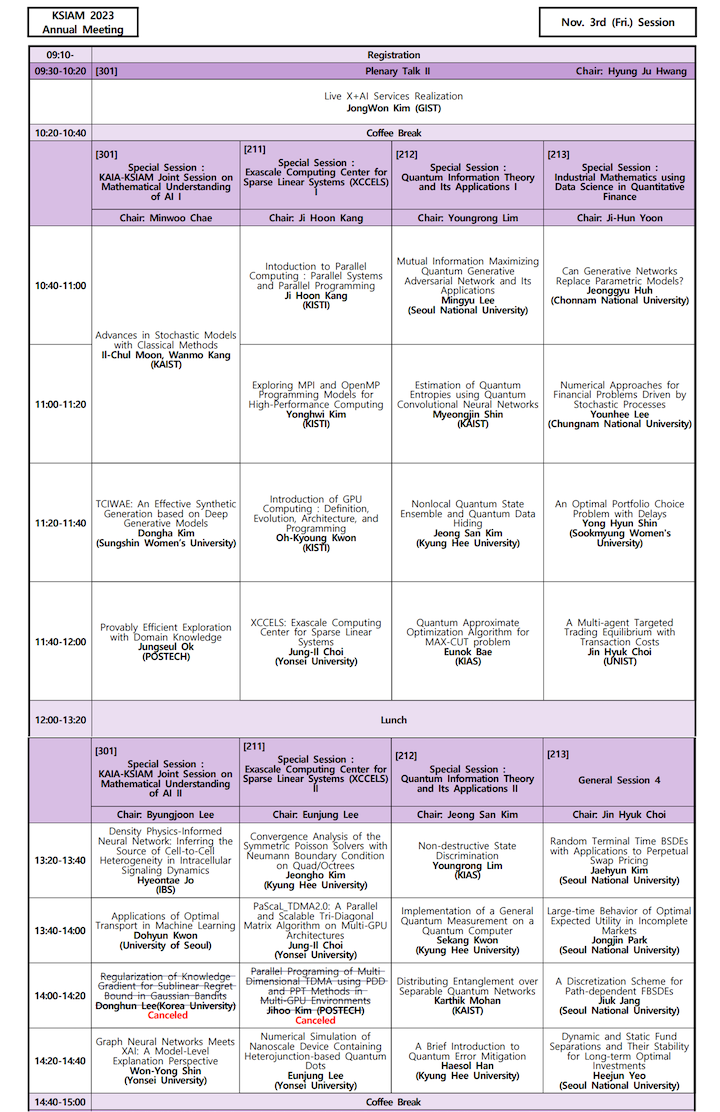 KSIAM 2023
Annual Meeting
Nov. 3rd (Fri.) Session
09:10-
Registration
09:30-10:20
[301]
Plenary Talk II
Chair: Hyung Ju Hwang
Live X+AI Services Realization
JongWon Kim (GIST)
10:20-10:40
Coffee Break
[301]
Special Session :
KAIA-KSIAM Joint Session on
Mathematical Understanding
of AI I
[211]
Special Session :
Exascale Computing Center for
Sparse Linear Systems (XCCELS)
I
[212]
Special Session :
Quantum Information Theory
and Its Applications I
[213]
Special Session :
Industrial Mathematics using
Data Science in Quantitative
Finance
Chair: Minwoo Chae
Chair: Ji Hoon Kang
Chair: Youngrong Lim
Chair: Ji-Hun Yoon
10:40-11:00
Advances in Stochastic Models
with Classical Methods
Il-Chul Moon, Wanmo Kang
(KAIST)
Intoduction to Parallel
Computing : Parallel Systems
and Parallel Programming
Ji Hoon Kang
(KISTI)
Mutual Information Maximizing
Quantum Generative
Adversarial Network and Its
Applications
Mingyu Lee
(Seoul National University)
Can Generative Networks
Replace Parametric Models?
Jeonggyu Huh
(Chonnam National University)
11:00-11:20
Exploring MPI and OpenMP
Programming Models for
High-Performance Computing
Yonghwi Kim
(KISTI)
Estimation of Quantum
Entropies using Quantum
Convolutional Neural Networks
Myeongjin Shin
(KAIST)
Numerical Approaches for
Financial Problems Driven by
Stochastic Processes
Younhee Lee
(Chungnam National University)
11:20-11:40
TCIWAE: An Effective Synthetic
Generation based on Deep
Generative Models
Dongha Kim
(Sungshin Women's University)
Introduction of GPU
Computing : Definition,
Evolution, Architecture, and
Programming
Oh-Kyoung Kwon
(KISTI)
Nonlocal Quantum State
Ensemble and Quantum Data
Hiding
Jeong San Kim
(Kyung Hee University)
An Optimal Portfolio Choice
Problem with Delays
Yong Hyun Shin
(Sookmyung Women's
University)
11:40-12:00
Provably Efficient Exploration
with Domain Knowledge
Jungseul Ok
(POSTECH)
XCCELS: Exascale Computing
Center for Sparse Linear
Systems
Jung-Il Choi
(Yonsei University)
Quantum Approximate
Optimization Algorithm for
MAX-CUT problem
Eunok Bae
(KIAS)
A Multi-agent Targeted
Trading Equilibrium with
Transaction Costs
Jin Hyuk Choi
(UNIST)
12:00-13:20
Lunch
[301]
Special Session :
KAIA-KSIAM Joint Session on
Mathematical Understanding
of AI II
[211]
Special Session :
Exascale Computing Center for
Sparse Linear Systems (XCCELS)
II
[212]
Special Session :
Quantum Information Theory
and Its Applications II
[213]
General Session 4
Chair: Byungjoon Lee
Chair: Eunjung Lee
Chair: Jeong San Kim
Chair: Jin Hyuk Choi
13:20-13:40
Density Physics-Informed
Neural Network: Inferring the
Source of Cell-to-Cell
Heterogeneity in Intracellular
Signaling Dynamics
Hyeontae Jo
(IBS)
Convergence Analysis of the
Symmetric Poisson Solvers with
Neumann Boundary Condition
on Quad/Octrees
Jeongho Kim
(Kyung Hee University)
Non-destructive State
Discrimination
Youngrong Lim
(KIAS)
Random Terminal Time BSDEs
with Applications to Perpetual
Swap Pricing
Jaehyun Kim
(Seoul National University)
13:40-14:00
Applications of Optimal
Transport in Machine Learning
Dohyun Kwon
(University of Seoul)
PaScaL_TDMA2.0: A Parallel
and Scalable Tri-Diagonal
Matrix Algorithm on Multi-GPU
Architectures
Jung-Il Choi
(Yonsei University)
Implementation of a General
Quantum Measurement on a
Quantum Computer
Sekang Kwon
(Kyung Hee University)
Large-time Behavior of Optimal
Expected Utility in Incomplete
Markets
Jongjin Park
(Seoul National University)
14:00-14:20
Regularization of Knowledge
Gradient for Sublinear Regret
Bound in Gaussian Bandits
Donghun Lee(Korea University)
Canceled
Parallel Programing of Multi
Dimensional TDMA using PDD
and PPT Methods in
Multi-GPU Environments
Jihoo Kim (POSTECH)
Canceled
Distributing Entanglement over
Separable Quantum Networks
Karthik Mohan
(KAIST)
A Discretization Scheme for
Path-dependent FBSDEs
Jiuk Jang
(Seoul National University)
14:20-14:40
Graph Neural Networks Meets
XAI: A Model-Level
Explanation Perspective
Won-Yong Shin
(Yonsei University)
Numerical Simulation of
Nanoscale Device Containing
Heterojunction-based Quantum
Dots
Eunjung Lee
(Yonsei University)
A Brief Introduction to
Quantum Error Mitigation
Haesol Han
(Kyung Hee University)
Dynamic and Static Fund
Separations and Their Stability
for Long-term Optimal
Investments
Heejun Yeo
(Seoul National University)
14:40-15:00
Coffee Break